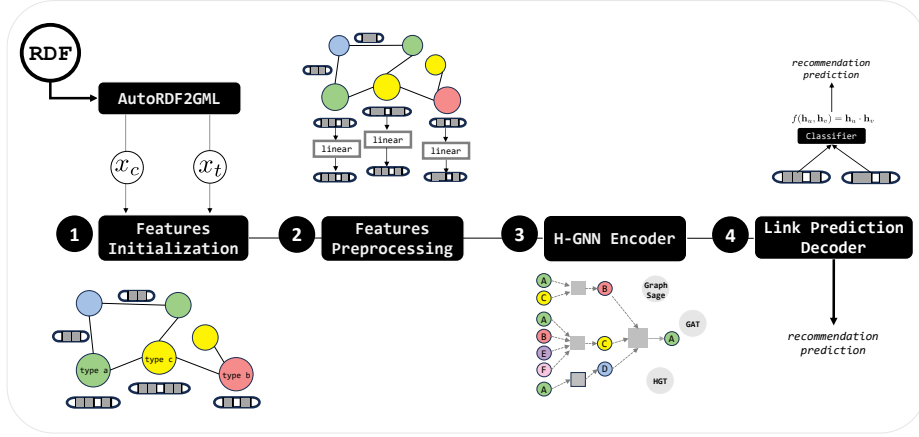 RDF
AutoRDF2GML
x_c
x_t
1
Features
Initialization
2
Features
Preprocessing
3
H-GNN Encoder
4
Link Prediction
Decoder
linear
linear
linear
recommendation
prediction
f(h_u, h_v) = h_u · h_v
Classifier
type a
type c
type b
A
C
B
A
B
E
F
A
C
D
A
Graph
Sage
GAT
HGT
recommendation
prediction